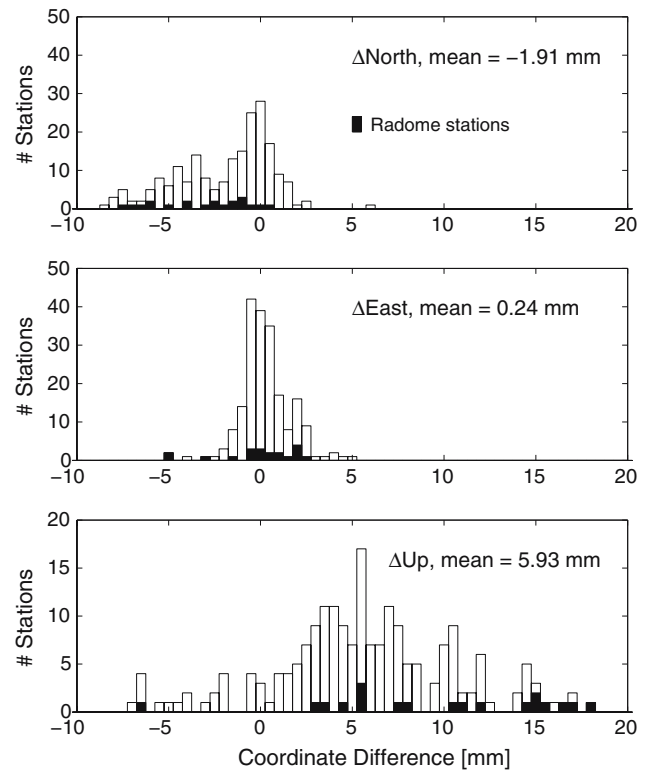 50
40
30
20
10
0
# Stations
ΔNorth, mean = −1.91 mm
Radome stations
−10 −5 0 5 10 15 20
50
40
30
20
10
0
# Stations
ΔEast, mean = 0.24 mm
−10 −5 0 5 10 15 20
20
15
10
5
0
# Stations
ΔUp, mean = 5.93 mm
−10 −5 0 5 10 15 20
Coordinate Difference [mm]